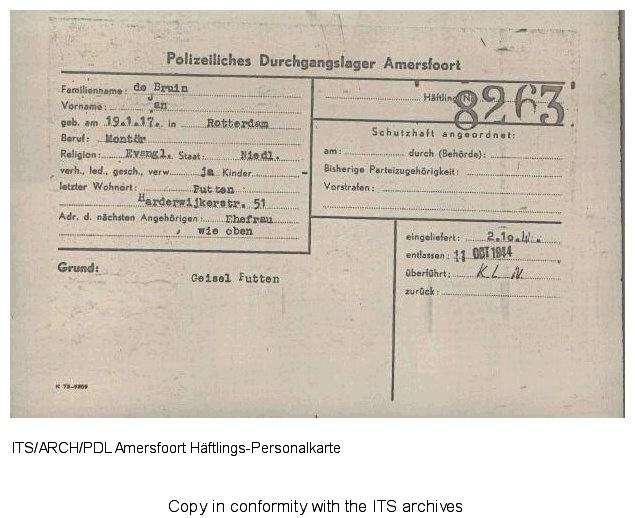 Polizeiliches Durchgangslager Amersfoort
Familienname: de Bruin
Vorname: Jan
geb. am 19.1.17. in Rotterdam
Beruf: Montör
Religion: Evangl. Staat: Niedl.
verh., led., gesch., verw. ja Kinder -
letzter Wohnort: Putten
Harderwijkerstr. 51
Adr. d. nächsten Angehörigen: Ehefrau
, wie oben
Häftling Nr. 8263
Schutzhaft angeordnet:
am: durch (Behörde):
Bisherige Parteizugehörigkeit:
Vorstrafen:
eingeliefert: 2.10.44.
entlassen: 11 OKT 1944
überführt: K L N.
zurück:
Grund: Geisel Putten
K 73-9809
ITS/ARCH/PDL Amersfoort Häftlings-Personalkarte
Copy in conformity with the ITS archives